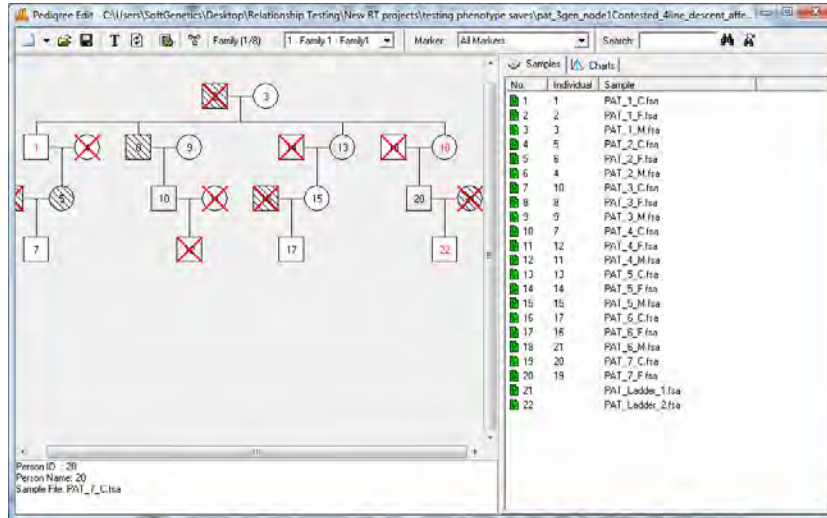 Pedigree Edit - C:\Users\SoftGenetics\Desktop\Relationship Testing\New RT projects\testing phenotype saves\pat_3gen_node1Contested_4line_descent_affe...
T Family (1/8) 1 - Family 1 - Family1 Marker: All Markers Search:
Samples Charts
No. Individual Sample
1 1 PAT_1_C.fsa
2 2 PAT_1_F.fsa
3 3 PAT_1_M.fsa
4 5 PAT_2_C.fsa
5 6 PAT_2_F.fsa
6 4 PAT_2_M.fsa
7 10 PAT_3_C.fsa
8 8 PAT_3_F.fsa
9 9 PAT_3_M.fsa
10 7 PAT_4_C.fsa
11 12 PAT_4_F.fsa
12 11 PAT_4_M.fsa
13 13 PAT_5_C.fsa
14 14 PAT_5_F.fsa
15 15 PAT_5_M.fsa
16 17 PAT_6_C.fsa
17 16 PAT_6_F.fsa
18 21 PAT_6_M.fsa
19 20 PAT_7_C.fsa
20 19 PAT_7_F.fsa
21 PAT_Ladder_1.fsa
22 PAT_Ladder_2.fsa
3
1 8 9 13 18
5 10 15 20
7 17 22
Person ID : 20
Person Name: 20
Sample File: PAT_7_C.fsa